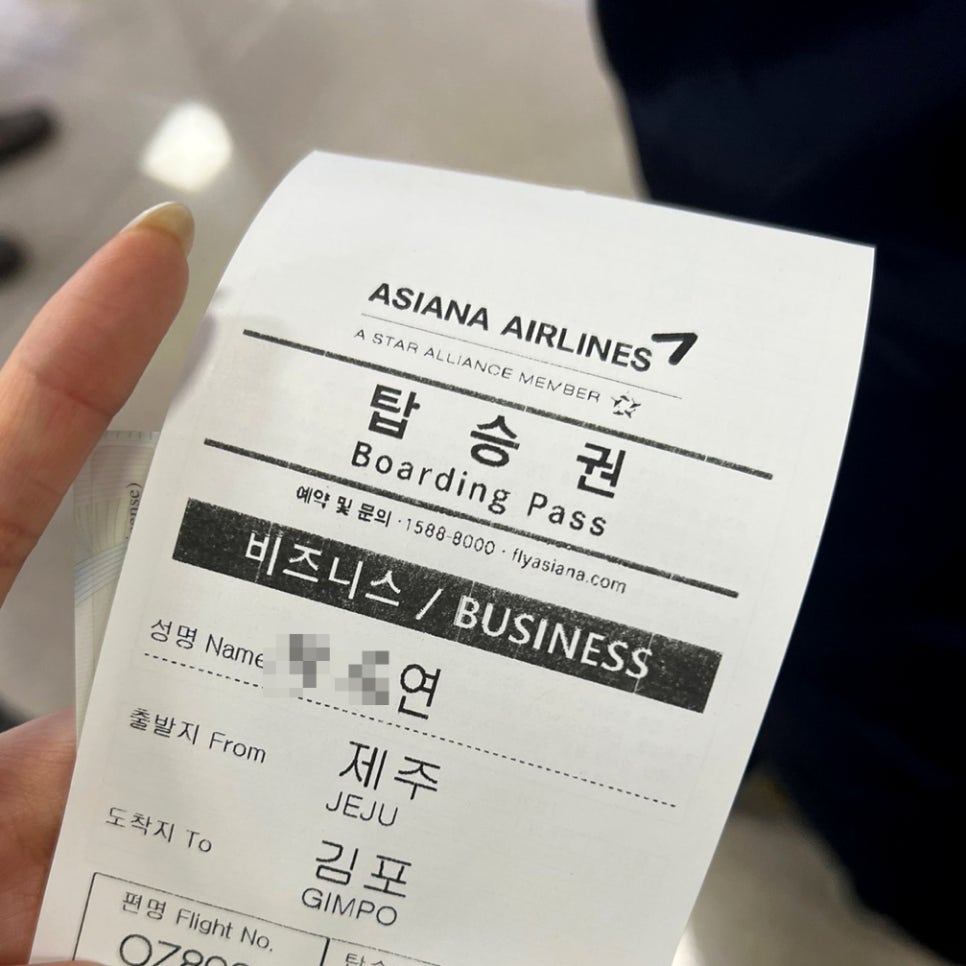 ASIANA AIRLINES
A STAR ALLIANCE MEMBER
탑승권
Boarding Pass
예약 및 문의 · 1588-8000 · flyasiana.com
비즈니스 / BUSINESS
성명 Name 연
출발지 From 제주
JEJU
도착지 To 김포
GIMPO
편명 Flight No.